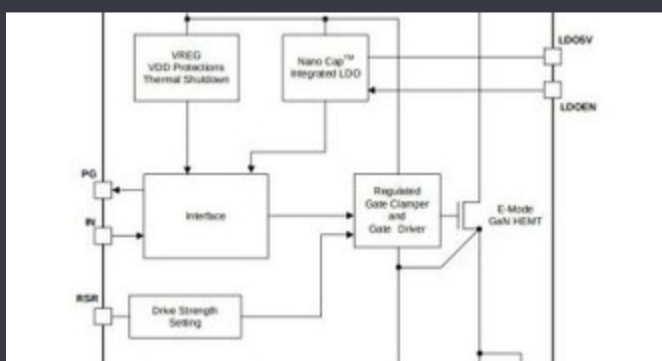 VREG
VDD Protections
Thermal Shutdown
Nano Cap™
Integrated LDO
LDO5V
LDOEN
PG
IN
RSR
Interface
Regulated
Gate Clamper
and
Gate Driver
E-Mode
GaN HEMT
Drive Strength
Setting